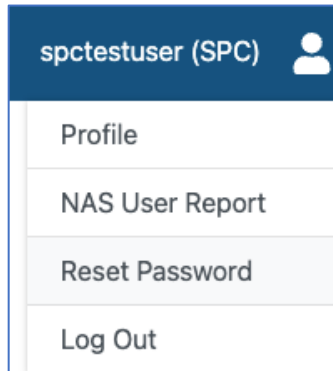 spctestuser (SPC)
Profile
NAS User Report
Reset Password
Log Out